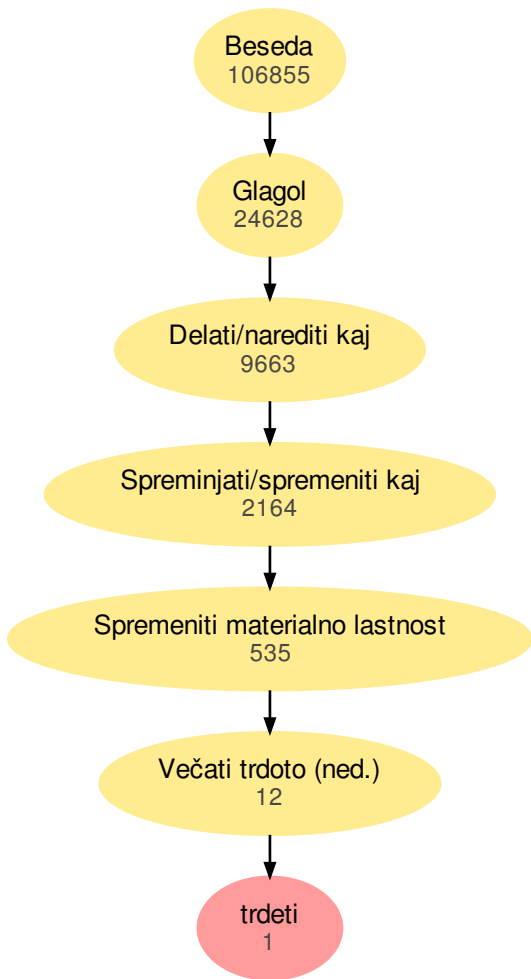 Beseda
106855
Glagol
24628
Delati/narediti kaj
9663
Spreminjati/spremeniti kaj
2164
Spremeniti materialno lastnost
535
Večati trdoto (ned.)
12
trdeti
1